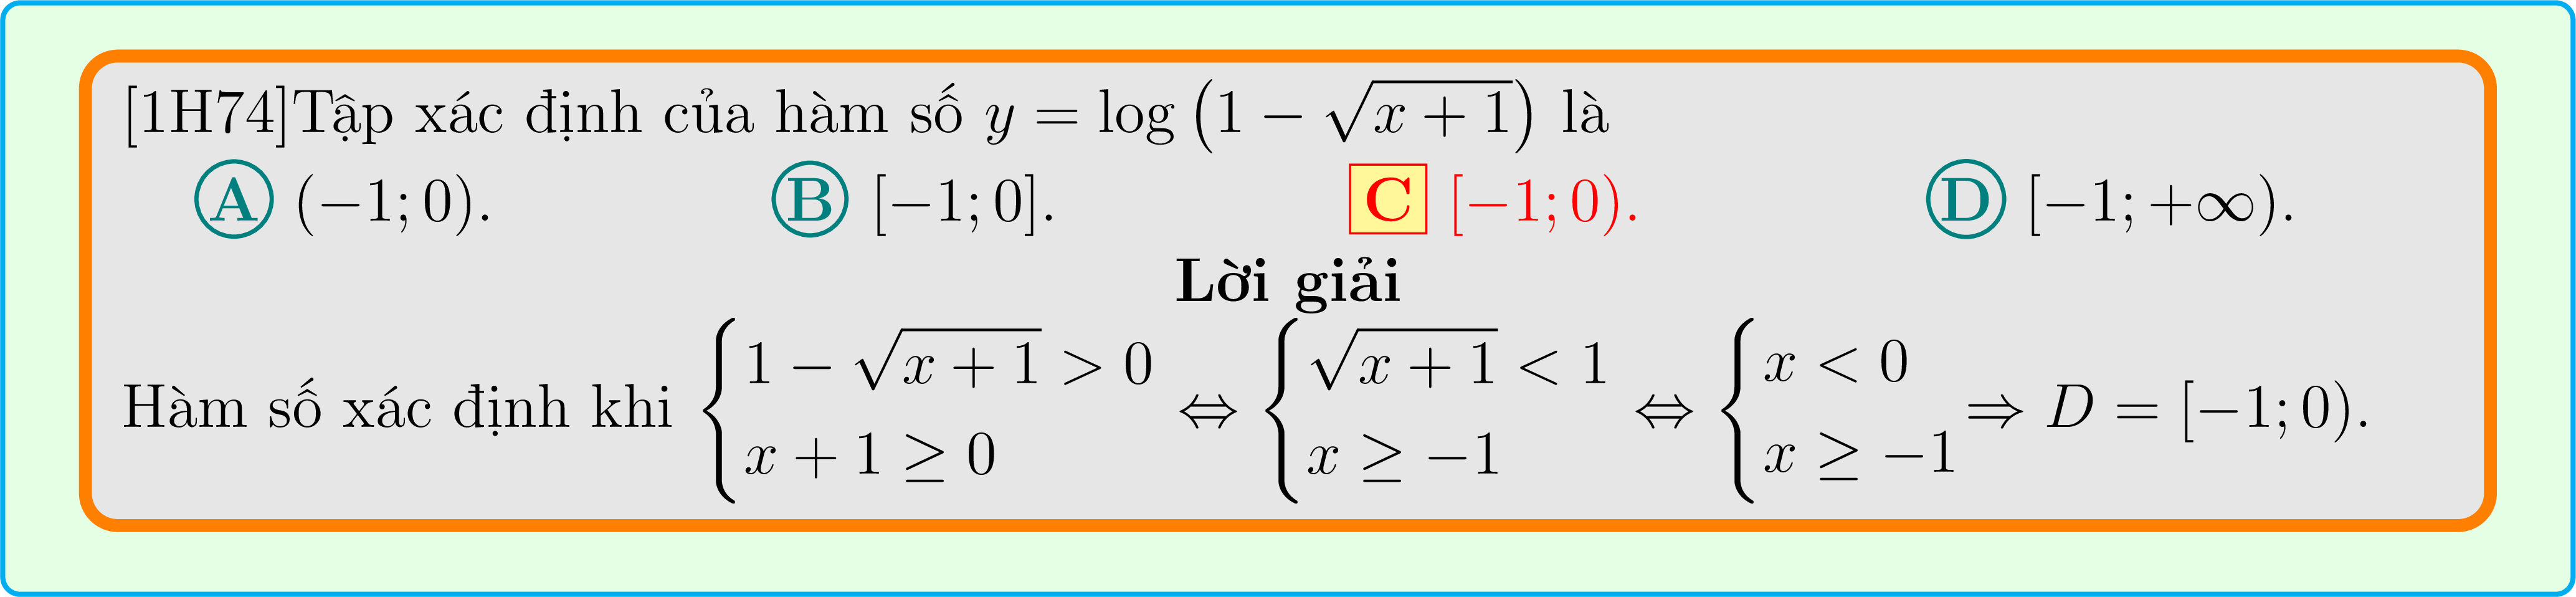 [1H74]Tập xác định của hàm số $y = \log\left(1 - \sqrt{x+1}\right)$ là
A (−1; 0). B [−1; 0]. C [−1; 0). D [−1; +∞).
Lời giải
Hàm số xác định khi $\begin{cases} 1 - \sqrt{x+1} > 0 \\ x + 1 \geq 0 \end{cases} \Leftrightarrow \begin{cases} \sqrt{x+1} < 1 \\ x \geq -1 \end{cases} \Leftrightarrow \begin{cases} x < 0 \\ x \geq -1 \end{cases} \Rightarrow D = [-1; 0).$